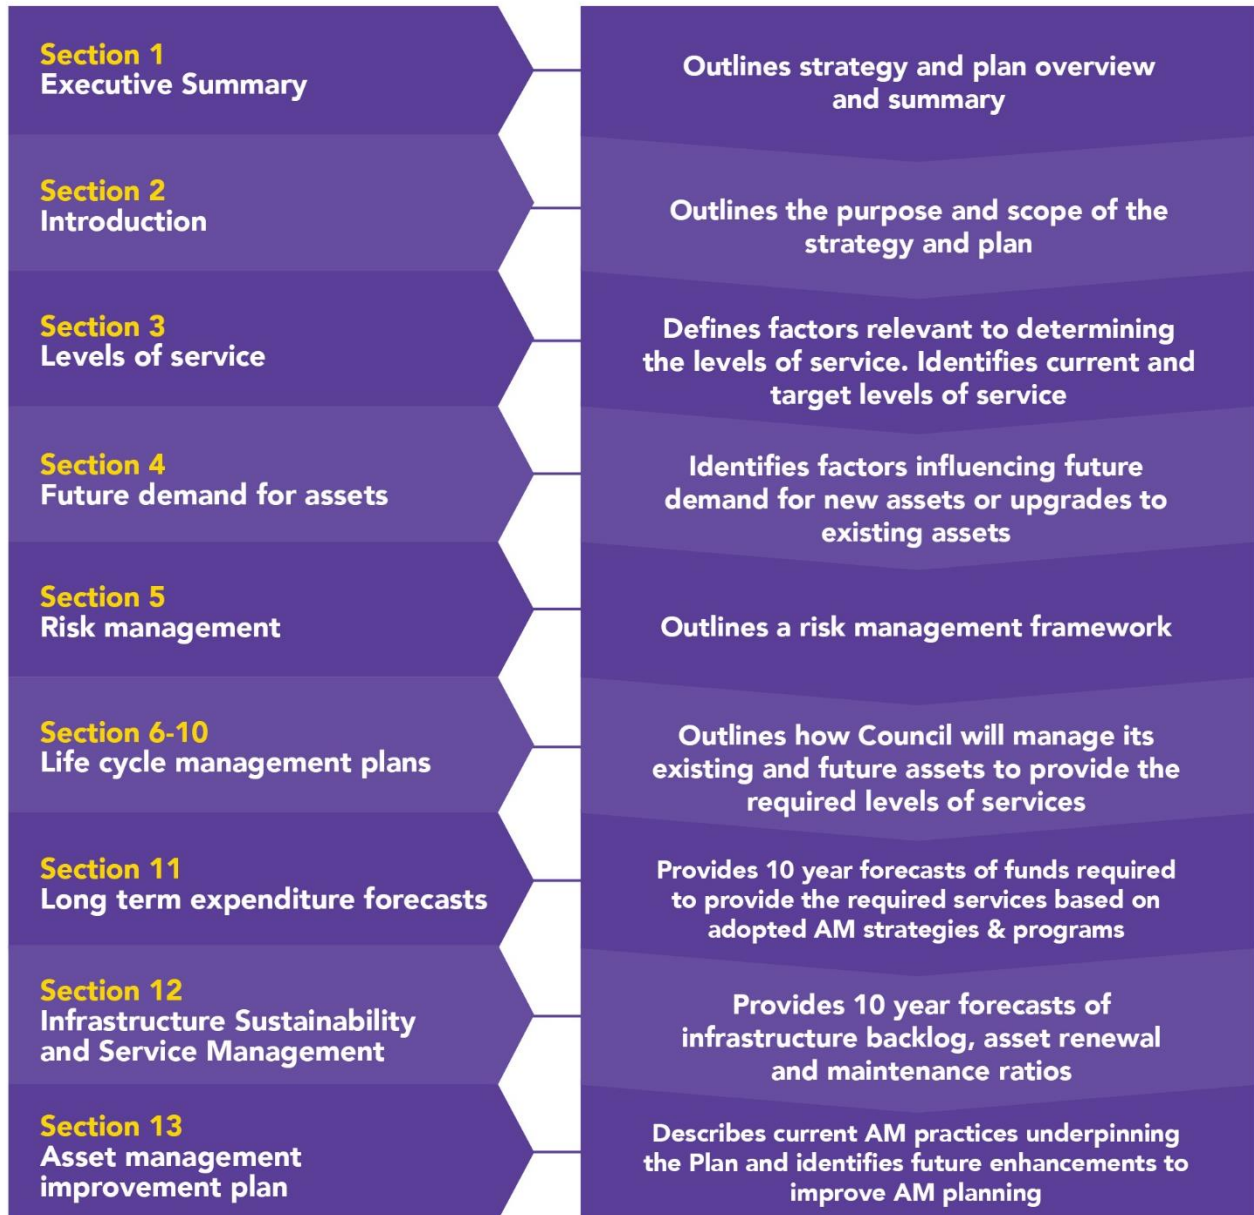 Section 1
Executive Summary
Outlines strategy and plan overview
and summary
Section 2
Introduction
Outlines the purpose and scope of the
strategy and plan
Section 3
Levels of service
Defines factors relevant to determining
the levels of service. Identifies current and
target levels of service
Section 4
Future demand for assets
Identifies factors influencing future
demand for new assets or upgrades to
existing assets
Section 5
Risk management
Outlines a risk management framework
Section 6-10
Life cycle management plans
Outlines how Council will manage its
existing and future assets to provide the
required levels of services
Section 11
Long term expenditure forecasts
Provides 10 year forecasts of funds required
to provide the required services based on
adopted AM strategies & programs
Section 12
Infrastructure Sustainability
and Service Management
Provides 10 year forecasts of
infrastructure backlog, asset renewal
and maintenance ratios
Section 13
Asset management
improvement plan
Describes current AM practices underpinning
the Plan and identifies future enhancements to
improve AM planning